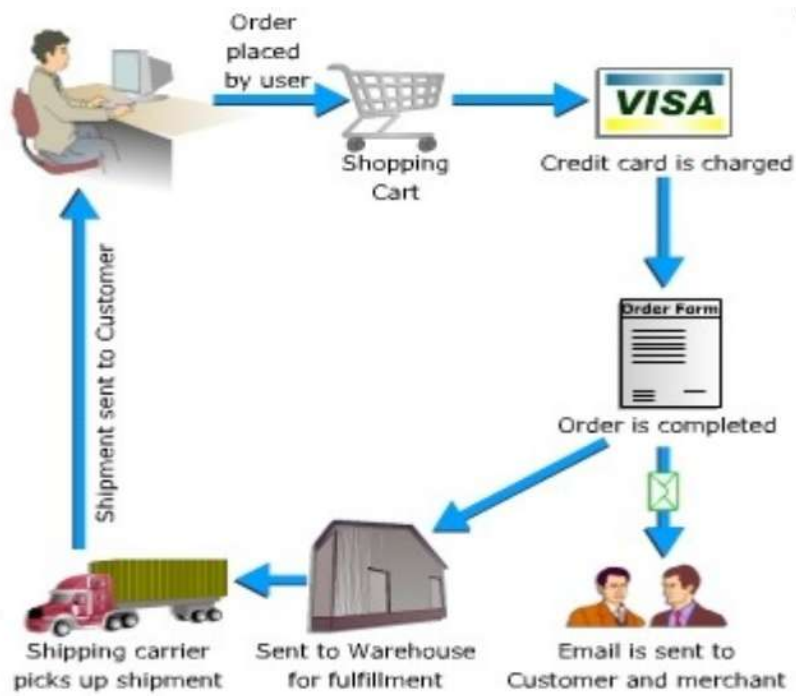 Order
placed
by user
Shopping
Cart
VISA
Credit card is charged
Order Form
Order is completed
Shipment sent to Customer
Shipping carrier
picks up shipment
Sent to Warehouse
for fulfillment
Email is sent to
Customer and merchant